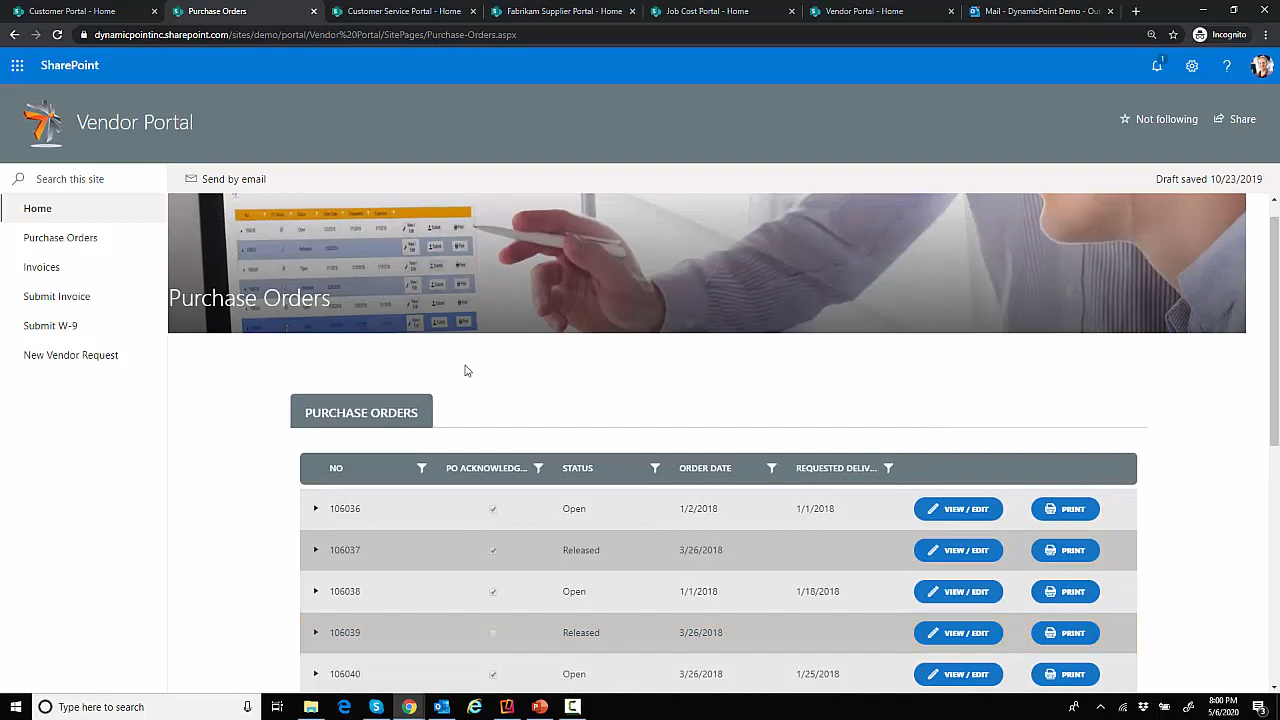 Customer Portal - Home
Purchase Orders
Customer Service Portal - Home
Fabrikam Supplier Portal - Home
Job Cost Portal - Home
Vendor Portal - Home
Mail - DynamicPoint Demo - Out
dynamicpointinc.sharepoint.com/sites/demo/portal/Vendor%20Portal/SitePages/Purchase-Orders.aspx
Incognito
SharePoint
1
Vendor Portal
Not following
Share
Search this site
Send by email
Draft saved 10/23/2019
Home
Purchase Orders
Invoices
Submit Invoice
Submit W-9
New Vendor Request
Purchase Orders
PURCHASE ORDERS
NO PO ACKNOWLEDG... STATUS ORDER DATE REQUESTED DELIV...
106036 Open 1/2/2018 1/1/2018 VIEW / EDIT PRINT
106037 Released 3/26/2018 VIEW / EDIT PRINT
106038 Open 1/1/2018 1/18/2018 VIEW / EDIT PRINT
106039 Released 3/26/2018 VIEW / EDIT PRINT
106040 Open 3/26/2018 1/25/2018 VIEW / EDIT PRINT
Type here to search
8:00 PM
5/6/2020